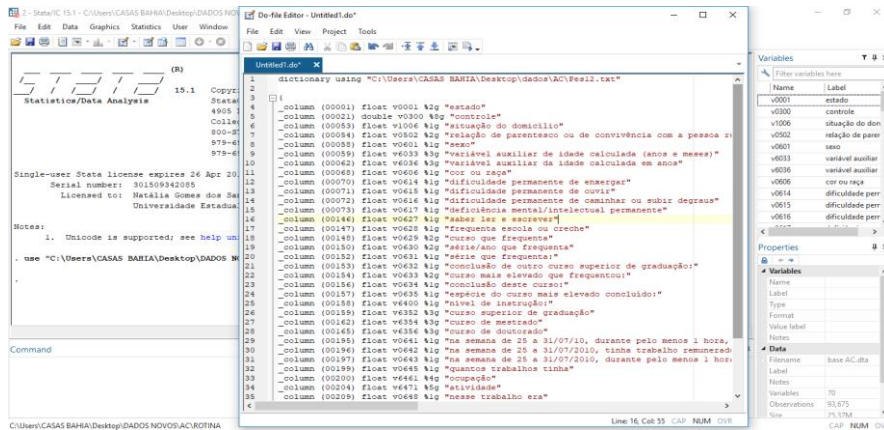 2 - Stata/IC 15.1 - C:\Users\CASAS BAHIA\Desktop\DADOS NOV
File Edit Data Graphics Statistics User Window
(R)
15.1 Copyr
Statistics/Data Analysis Stata
4905
Colle
800-S
979-6
979-6
Single-user Stata license expires 26 Apr 20
Serial number: 301509342085
Licensed to: Natália Gomes dos Sa
Universidade Estadua
Notes:
1. Unicode is supported; see help un
. use "C:\Users\CASAS BAHIA\Desktop\DADOS N
.
Command
C:\Users\CASAS BAHIA\Desktop\DADOS NOVOS\AC\ROTINA
Do-file Editor - Untitled1.do*
File Edit View Project Tools
Untitled1.do* X
1 dictionary using "C:\Users\CASAS BAHIA\Desktop\dados\AC\Pes12.txt"
2
3 {
4 _column (00001) float v0001 %2g "estado"
5 _column (00021) double v0300 %8g "controle"
6 _column (00053) float v1006 %1g "situação do domicílio"
7 _column (00054) float v0502 %2g "relação de parentesco ou de convivência com a pessoa r
8 _column (00058) float v0601 %1g "sexo"
9 _column (00059) float v6033 %3g "variável auxiliar de idade calculada (anos e meses)"
10 _column (00062) float v6036 %3g "variável auxiliar da idade calculada em anos"
11 _column (00068) float v0606 %1g "cor ou raça"
12 _column (00070) float v0614 %1g "dificuldade permanente de enxergar"
13 _column (00071) float v0615 %1g "dificuldade permanente de ouvir"
14 _column (00072) float v0616 %1g "dificuldade permanente de caminhar ou subir degraus"
15 _column (00073) float v0617 %1g "deficiência mental/intelectual permanente"
16 _column (00146) float v0627 %1g "saber ler e escrever"
17 _column (00147) float v0628 %1g "frequenta escola ou creche"
18 _column (00148) float v0629 %2g "curso que frequenta"
19 _column (00150) float v0630 %2g "série/ano que frequenta"
20 _column (00152) float v0631 %1g "série que frequenta:"
21 _column (00153) float v0632 %1g "conclusão de outro curso superior de graduação:"
22 _column (00154) float v0633 %2g "curso mais elevado que frequentou:"
23 _column (00156) float v0634 %1g "conclusão deste curso:"
24 _column (00157) float v0635 %1g "espécie do curso mais elevado concluído:"
25 _column (00158) float v6400 %1g "nível de instrução:"
26 _column (00159) float v6352 %3g "curso superior de graduação"
27 _column (00162) float v6354 %3g "curso de mestrado"
28 _column (00165) float v6356 %3g "curso de doutorado"
29 _column (00195) float v0641 %1g "na semana de 25 a 31/07/10, durante pelo menos 1 hora,
30 _column (00196) float v0642 %1g "na semana de 25 a 31/07/2010, tinha trabalho remunerad
31 _column (00197) float v0643 %1g "na semana de 25 a 31/07/2010, durante pelo menos 1 hor
32 _column (00199) float v0645 %1g "quantos trabalhos tinha"
33 _column (00200) float v6461 %4g "ocupação"
34 _column (00204) float v6471 %5g "atividade"
35 _column (00209) float v0648 %1g "nesse trabalho era"
Line: 16, Col: 55 CAP NUM OVR
Variables
Filter variables here
Name Label
v0001 estado
v0300 controle
v1006 situação do don
v0502 relação de paren
v0601 sexo
v6033 variável auxiliar
v6036 variável auxiliar
v0606 cor ou raça
v0614 dificuldade perr
v0615 dificuldade perr
v0616 dificuldade perr
Properties
Variables
Name
Label
Type
Format
Value label
Notes
Data
Filename base AC.dta
Label
Notes
Variables 70
Observations 93,675
Size 25.37M
CAP NUM